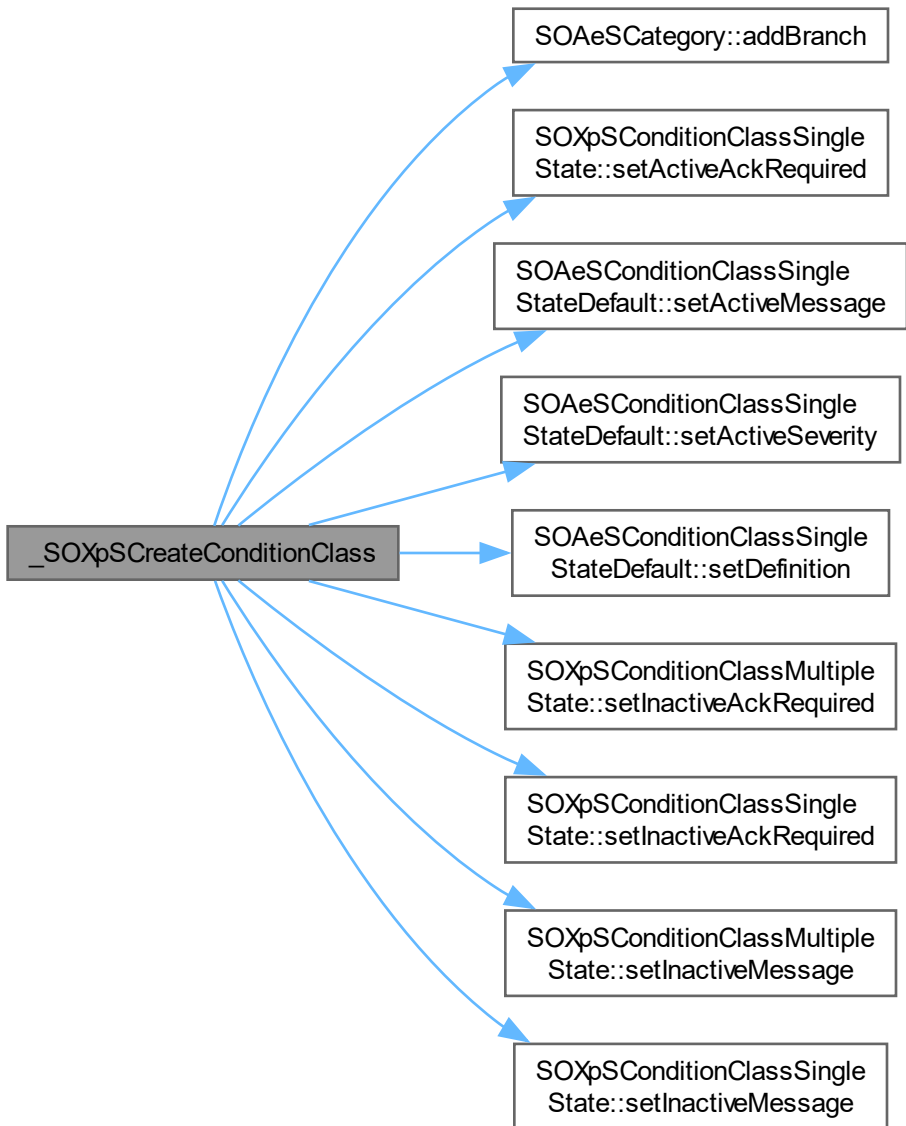 SOAeSCategory::addBranch
SOXpSConditionClassSingle
State::setActiveAckRequired
SOAeSConditionClassSingle
StateDefault::setActiveMessage
SOAeSConditionClassSingle
StateDefault::setActiveSeverity
_SOXpSCreateConditionClass
SOAeSConditionClassSingle
StateDefault::setDefinition
SOXpSConditionClassMultiple
State::setInactiveAckRequired
SOXpSConditionClassSingle
State::setInactiveAckRequired
SOXpSConditionClassMultiple
State::setInactiveMessage
SOXpSConditionClassSingle
State::setInactiveMessage